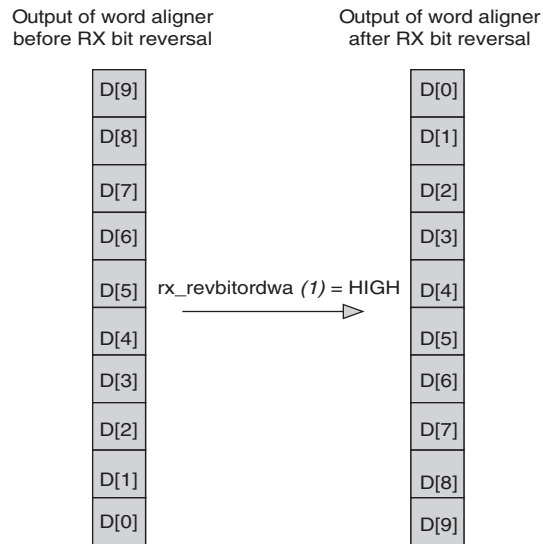 Output of word aligner
before RX bit reversal
Output of word aligner
after RX bit reversal
D[9]
D[8]
D[7]
D[6]
D[5]
D[4]
D[3]
D[2]
D[1]
D[0]
rx_revbitordwa (1) = HIGH
D[0]
D[1]
D[2]
D[3]
D[4]
D[5]
D[6]
D[7]
D[8]
D[9]